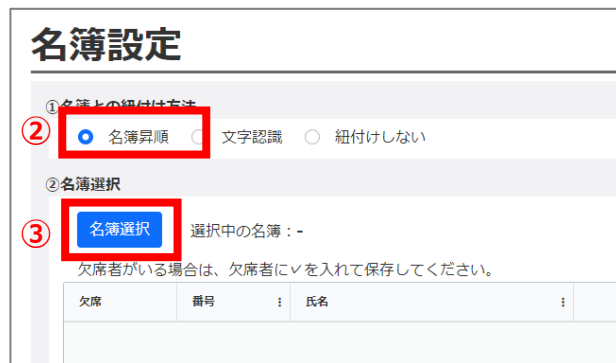 名簿設定
①名簿との紐付け方法
② 名簿昇順 文字認識 紐付けしない
②名簿選択
③ 名簿選択 選択中の名簿：-
欠席者がいる場合は、欠席者に✓を入れて保存してください。
欠席 番号 氏名